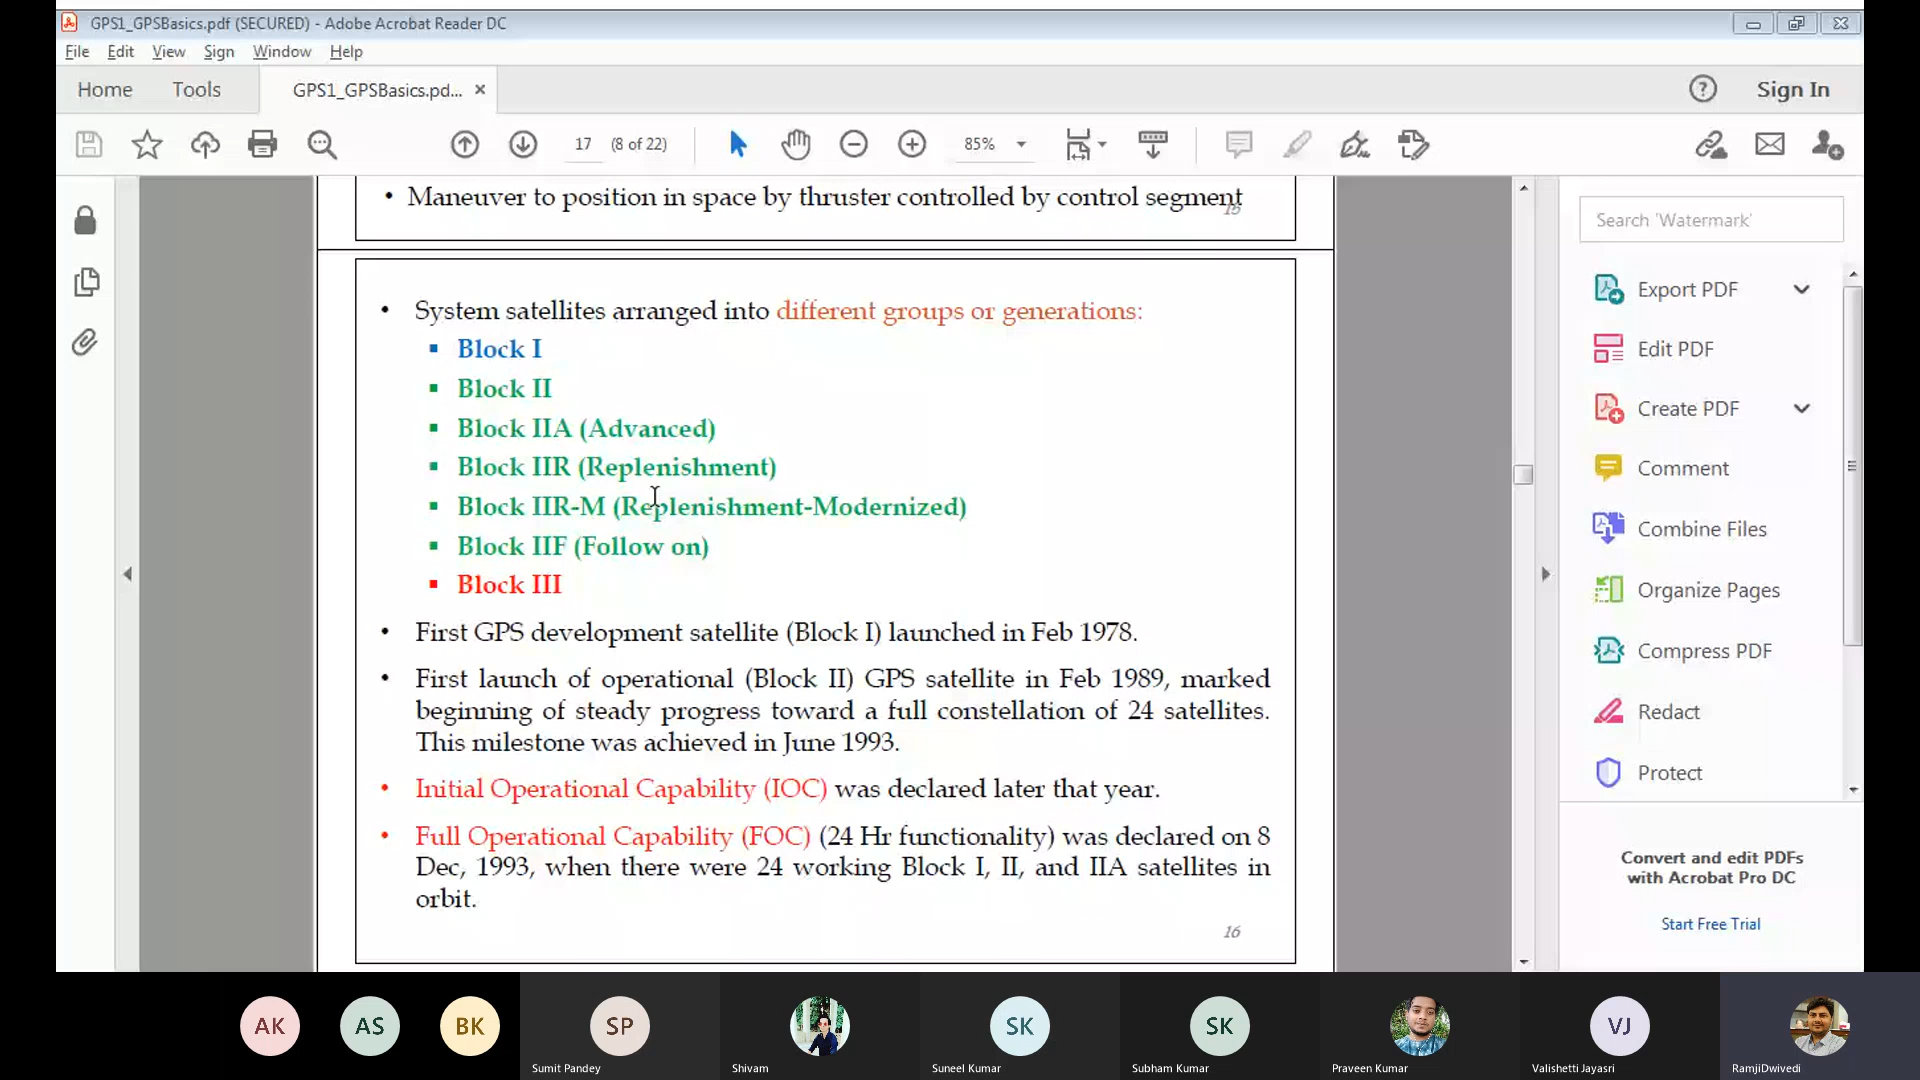 GPS1_GPSBasics.pdf (SECURED) - Adobe Acrobat Reader DC
File Edit View Sign Window Help
Home Tools GPS1_GPSBasics.pd... × Sign In
17 (8 of 22) 85%
• Maneuver to position in space by thruster controlled by control segment
15
• System satellites arranged into different groups or generations:
▪ Block I
▪ Block II
▪ Block IIA (Advanced)
▪ Block IIR (Replenishment)
▪ Block IIR-M (Replenishment-Modernized)
▪ Block IIF (Follow on)
▪ Block III
• First GPS development satellite (Block I) launched in Feb 1978.
• First launch of operational (Block II) GPS satellite in Feb 1989, marked
beginning of steady progress toward a full constellation of 24 satellites.
This milestone was achieved in June 1993.
• Initial Operational Capability (IOC) was declared later that year.
• Full Operational Capability (FOC) (24 Hr functionality) was declared on 8
Dec, 1993, when there were 24 working Block I, II, and IIA satellites in
orbit.
16
Search 'Watermark'
Export PDF
Edit PDF
Create PDF
Comment
Combine Files
Organize Pages
Compress PDF
Redact
Protect
Convert and edit PDFs
with Acrobat Pro DC
Start Free Trial
AK AS BK SP SK SK VJ
Sumit Pandey Shivam Suneel Kumar Subham Kumar Praveen Kumar Valishetti Jayasri RamjiDwivedi